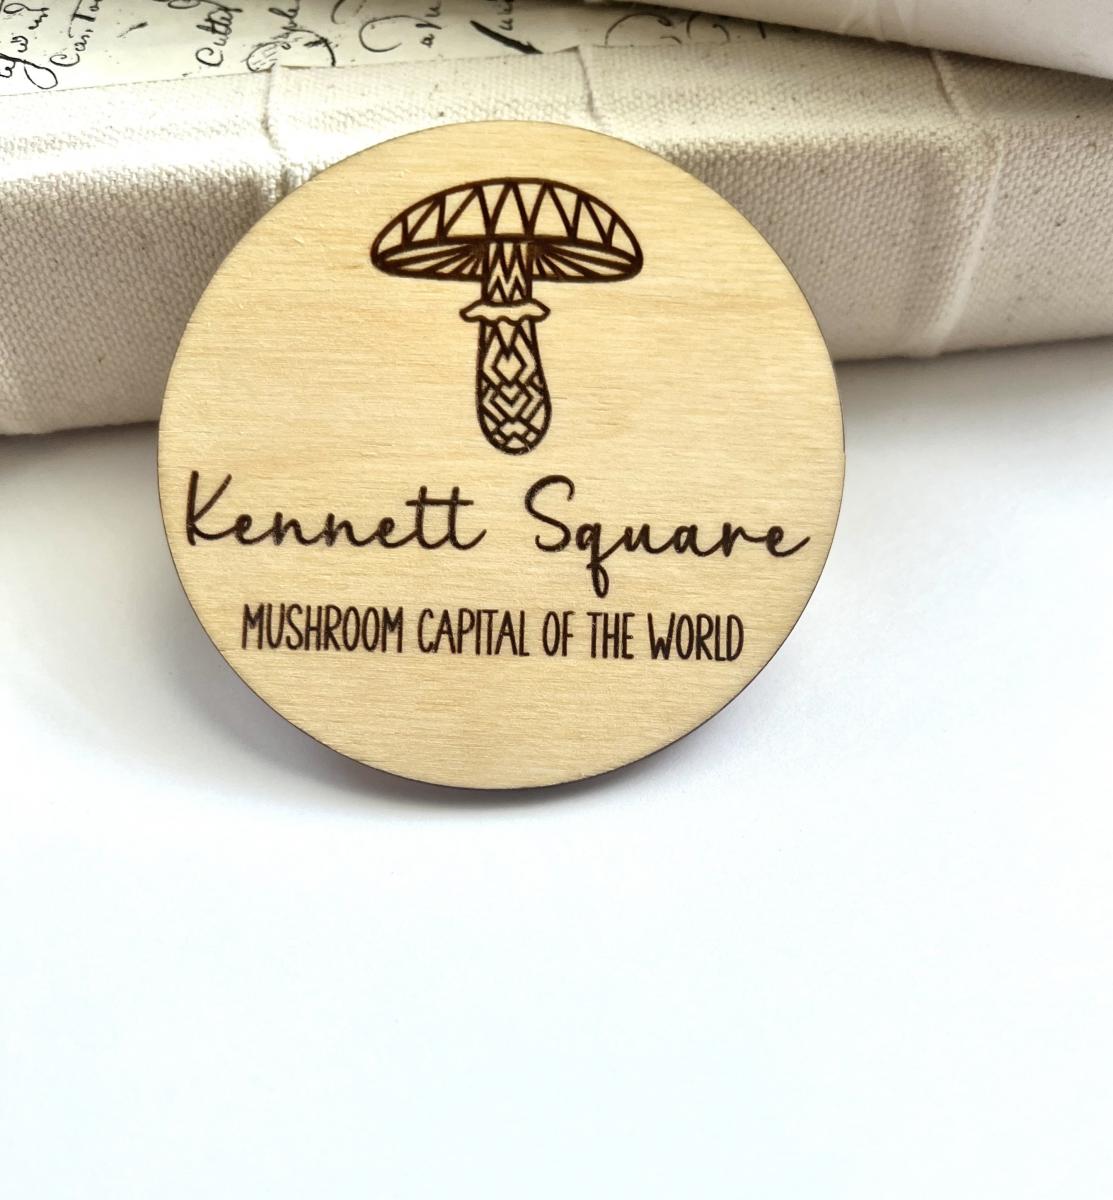 Kennett Square
MUSHROOM CAPITAL OF THE WORLD